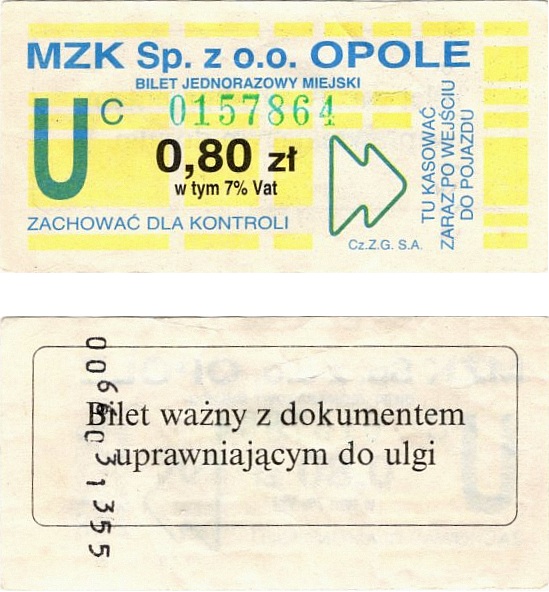 MZK Sp. z o.o. OPOLE
BILET JEDNORAZOWY MIEJSKI
U C 0157864
0,80 zł
w tym 7% Vat
ZACHOWAĆ DLA KONTROLI
TU KASOWAĆ
ZARAZ PO WEJŚCIU
DO POJAZDU
Cz.Z.G. S.A.
Bilet ważny z dokumentem
uprawniającym do ulgi